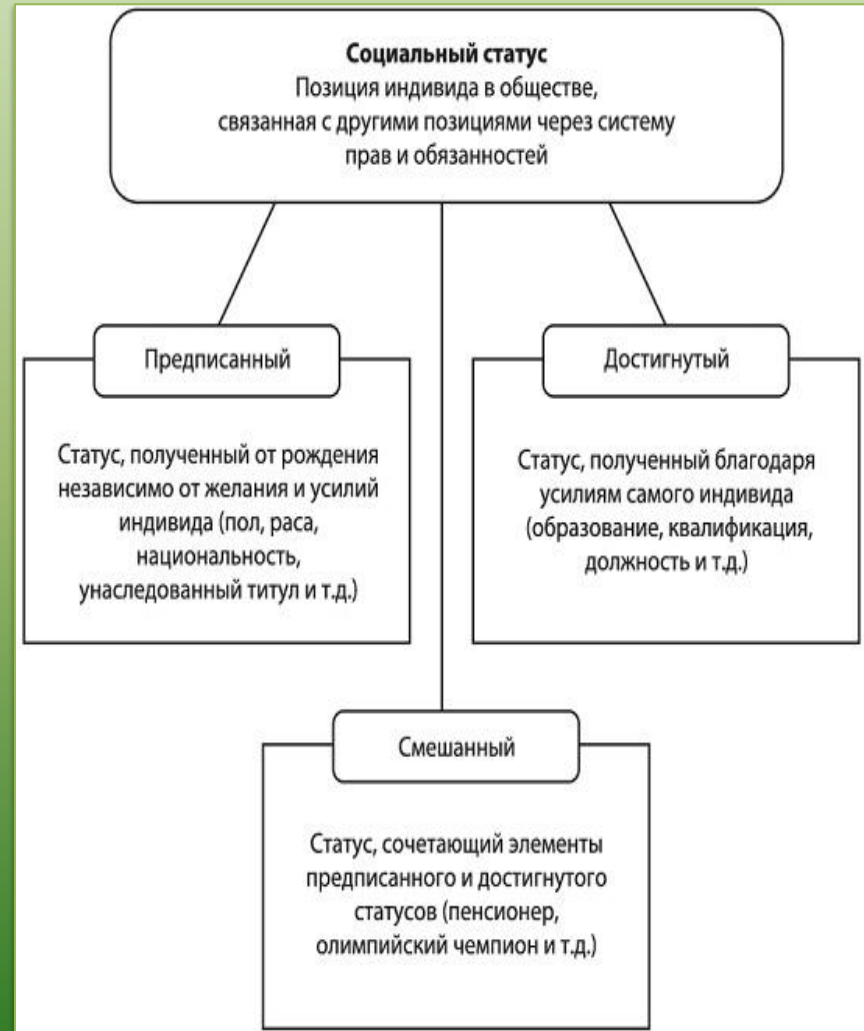 Социальный статус
Позиция индивида в обществе,
связанная с другими позициями через систему
прав и обязанностей
Предписанный
Статус, полученный от рождения
независимо от желания и усилий
индивида (пол, раса,
национальность,
унаследованный титул и т.д.)
Достигнутый
Статус, полученный благодаря
усилиям самого индивида
(образование, квалификация,
должность и т.д.)
Смешанный
Статус, сочетающий элементы
предписанного и достигнутого
статусов (пенсионер,
олимпийский чемпион и т.д.)